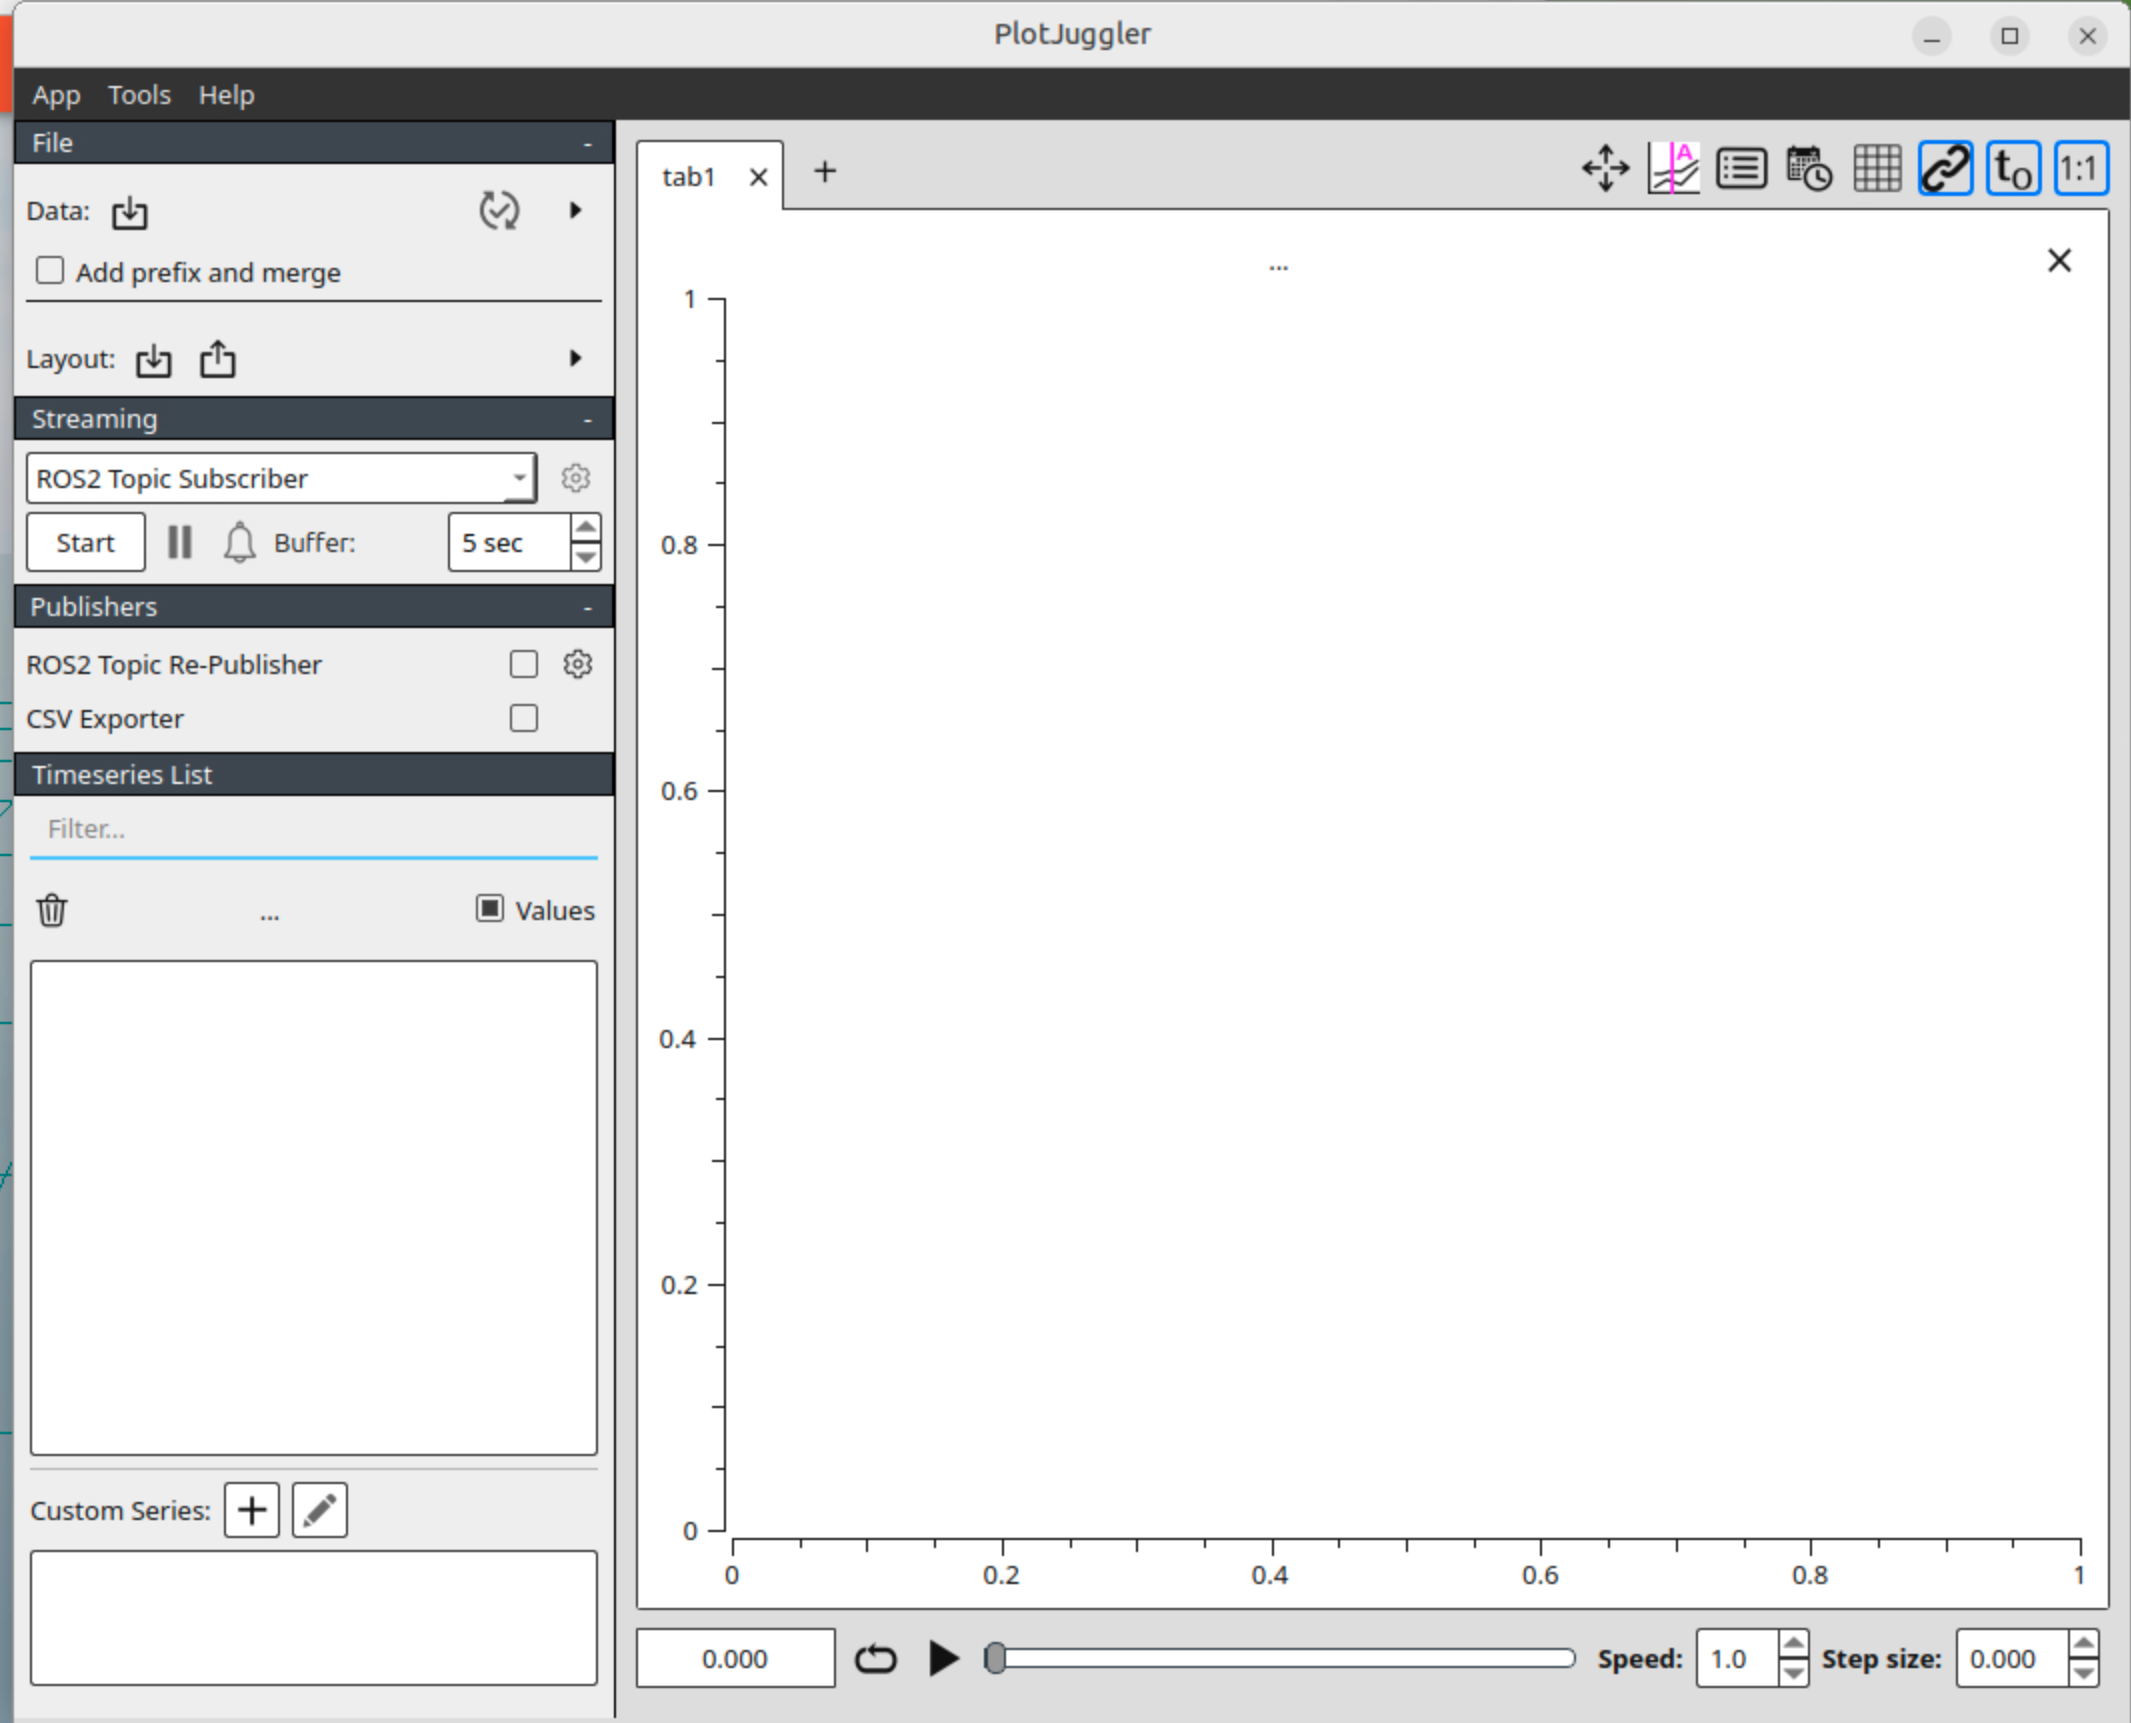 PlotJuggler
App Tools Help
File -
Data:
Add prefix and merge
Layout:
Streaming -
ROS2 Topic Subscriber
Start Buffer: 5 sec
Publishers -
ROS2 Topic Re-Publisher
CSV Exporter
Timeseries List
Filter...
... Values
Custom Series:
tab1
A
to
1:1
...
1
0.8
0.6
0.4
0.2
0
0 0.2 0.4 0.6 0.8 1
0.000 Speed: 1.0 Step size: 0.000